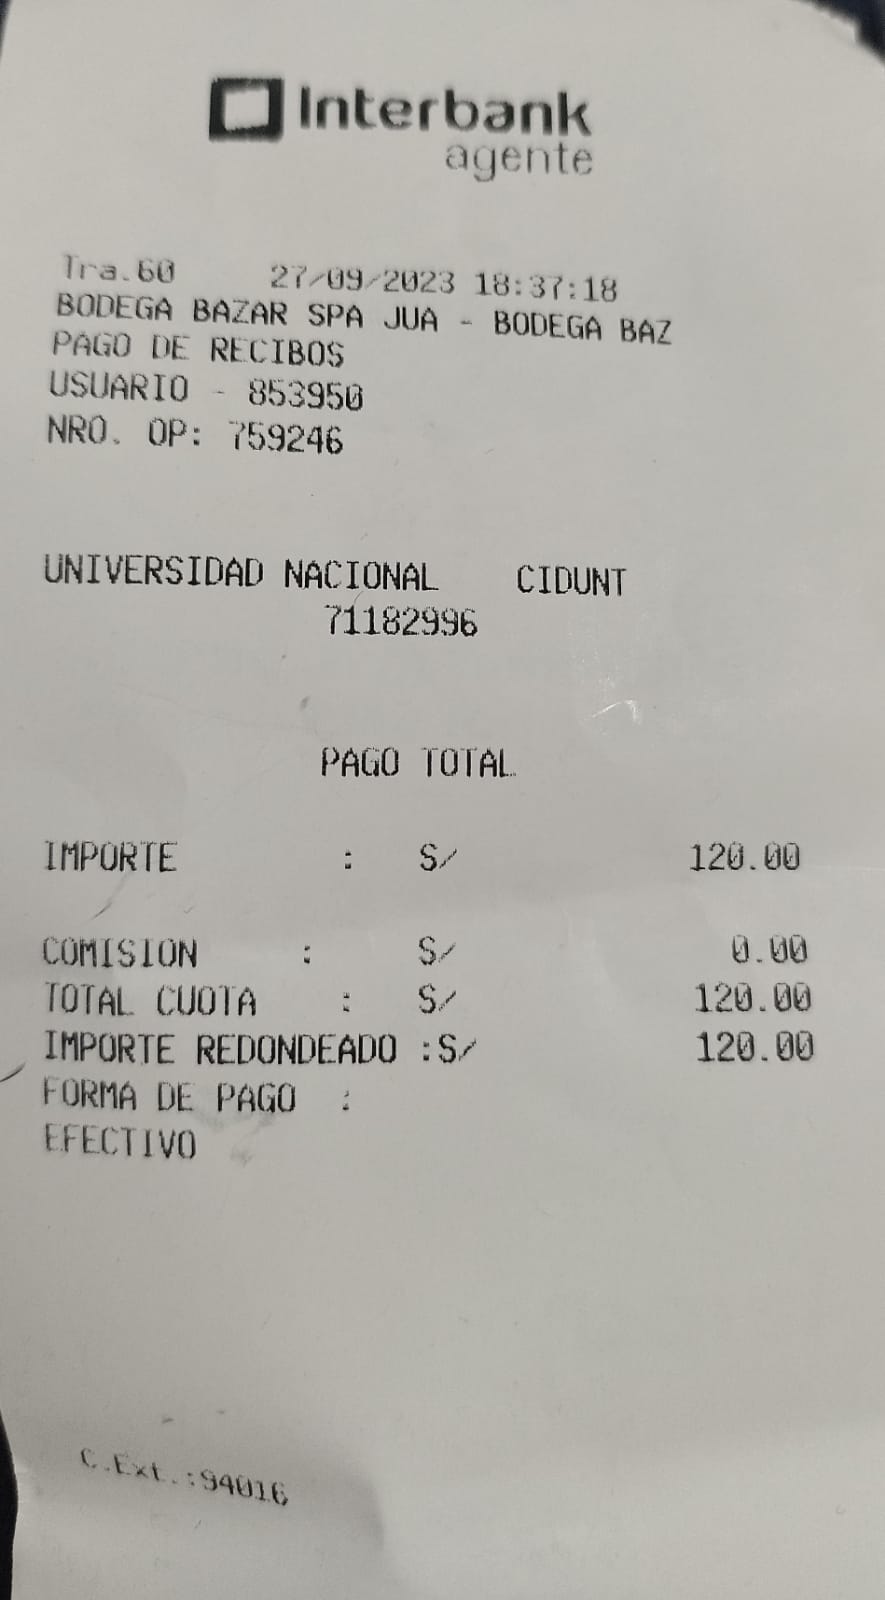 Interbank
agente
Tra.60 27/09/2023 18:37:18
BODEGA BAZAR SPA JUA - BODEGA BAZ
PAGO DE RECIBOS
USUARIO - 853950
NRO. OP: 759246
UNIVERSIDAD NACIONAL CIDUNT
71182996
PAGO TOTAL
IMPORTE : S/ 120.00
COMISION : S/ 0.00
TOTAL CUOTA : S/ 120.00
IMPORTE REDONDEADO :S/ 120.00
FORMA DE PAGO :
EFECTIVO
C.Ext.:94016